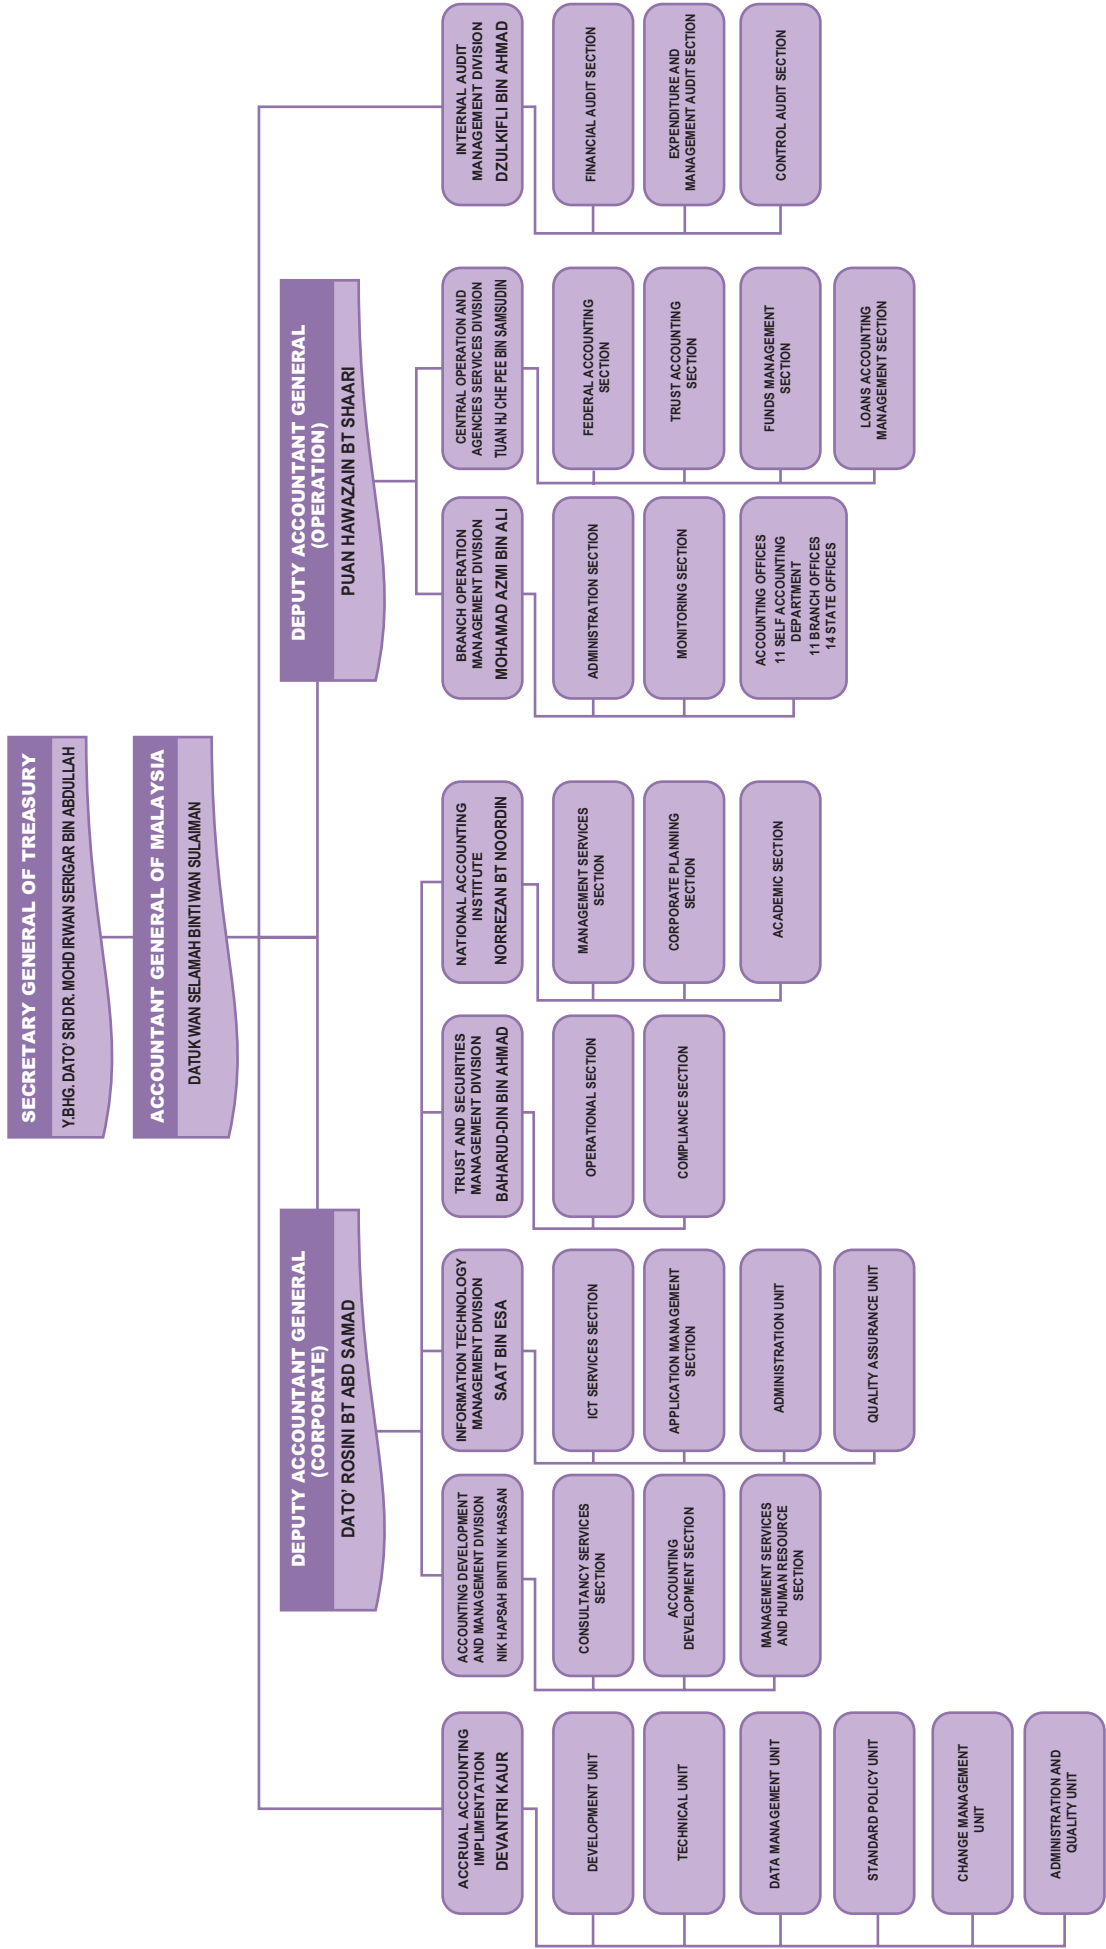 SECRETARY GENERAL OF TREASURY
Y.BHG. DATO’ SRI DR. MOHD IRWAN SERIGAR BIN ABDULLAH
ACCOUNTANT GENERAL OF MALAYSIA
DATUK WAN SELAMAH BINTI WAN SULAIMAN
DEPUTY ACCOUNTANT GENERAL
(CORPORATE)
DATO’ ROSINI BT ABD SAMAD
DEPUTY ACCOUNTANT GENERAL
(OPERATION)
PUAN HAWAZAIN BT SHAARI
ACCRUAL ACCOUNTING
IMPLIMENTATION
DEVANTRI KAUR
DEVELOPMENT UNIT
TECHNICAL UNIT
DATA MANAGEMENT UNIT
STANDARD POLICY UNIT
CHANGE MANAGEMENT
UNIT
ADMINISTRATION AND
QUALITY UNIT
ACCOUNTING DEVELOPMENT
AND MANAGEMENT DIVISION
NIK HAPSAH BINTI NIK HASSAN
CONSULTANCY SERVICES
SECTION
ACCOUNTING
DEVELOPMENT SECTION
MANAGEMENT SERVICES
AND HUMAN RESOURCE
SECTION
INFORMATION TECHNOLOGY
MANAGEMENT DIVISION
SAAT BIN ESA
ICT SERVICES SECTION
APPLICATION MANAGEMENT
SECTION
ADMINISTRATION UNIT
QUALITY ASSURANCE UNIT
TRUST AND SECURITIES
MANAGEMENT DIVISION
BAHARUD-DIN BIN AHMAD
OPERATIONAL SECTION
COMPLIANCE SECTION
NATIONAL ACCOUNTING
INSTITUTE
NORREZAN BT NOORDIN
MANAGEMENT SERVICES
SECTION
CORPORATE PLANNING
SECTION
ACADEMIC SECTION
BRANCH OPERATION
MANAGEMENT DIVISION
MOHAMAD AZMI BIN ALI
ADMINISTRATION SECTION
MONITORING SECTION
ACCOUNTING OFFICES
11 SELF ACCOUNTING
DEPARTMENT
11 BRANCH OFFICES
14 STATE OFFICES
CENTRAL OPERATION AND
AGENCIES SERVICES DIVISION
TUAN HJ CHE PEE BIN SAMSUDIN
FEDERAL ACCOUNTING
SECTION
TRUST ACCOUNTING
SECTION
FUNDS MANAGEMENT
SECTION
LOANS ACCOUNTING
MANAGEMENT SECTION
INTERNAL AUDIT
MANAGEMENT DIVISION
DZULKIFLI BIN AHMAD
FINANCIAL AUDIT SECTION
EXPENDITURE AND
MANAGEMENT AUDIT SECTION
CONTROL AUDIT SECTION